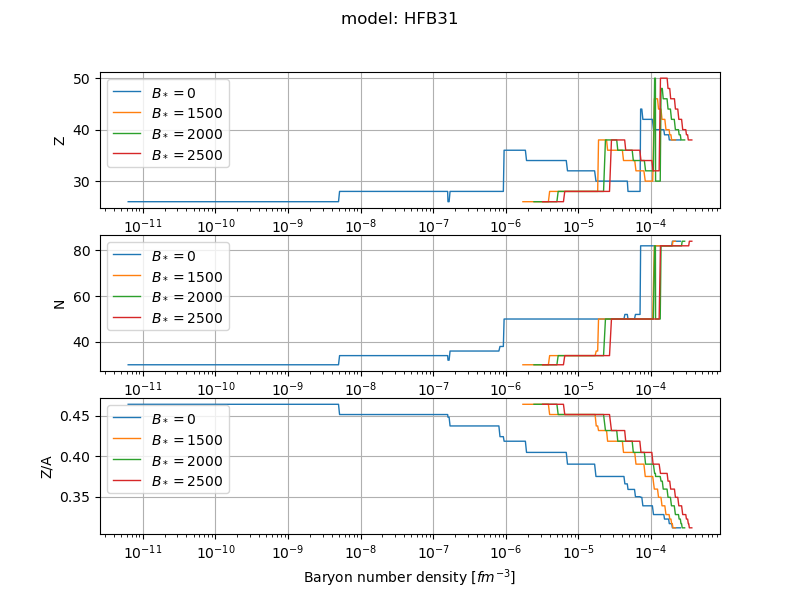 model: HFB31
Z
50
40
30
B* = 0
B* = 1500
B* = 2000
B* = 2500
10⁻¹¹ 10⁻¹⁰ 10⁻⁹ 10⁻⁸ 10⁻⁷ 10⁻⁶ 10⁻⁵ 10⁻⁴
N
80
60
40
B* = 0
B* = 1500
B* = 2000
B* = 2500
10⁻¹¹ 10⁻¹⁰ 10⁻⁹ 10⁻⁸ 10⁻⁷ 10⁻⁶ 10⁻⁵ 10⁻⁴
Z/A
0.45
0.40
0.35
B* = 0
B* = 1500
B* = 2000
B* = 2500
10⁻¹¹ 10⁻¹⁰ 10⁻⁹ 10⁻⁸ 10⁻⁷ 10⁻⁶ 10⁻⁵ 10⁻⁴
Baryon number density [fm⁻³]